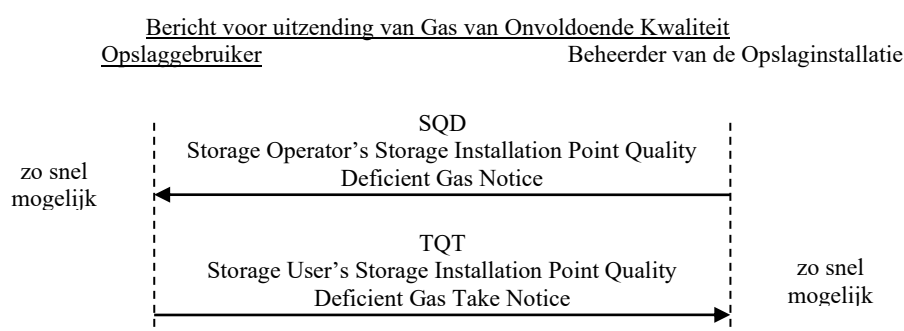 Bericht voor uitzending van Gas van Onvoldoende Kwaliteit
Opslaggebruiker
Beheerder van de Opslaginstallatie
SQD
Storage Operator’s Storage Installation Point Quality
Deficient Gas Notice
zo snel
mogelijk
TQT
Storage User’s Storage Installation Point Quality
Deficient Gas Take Notice
zo snel
mogelijk